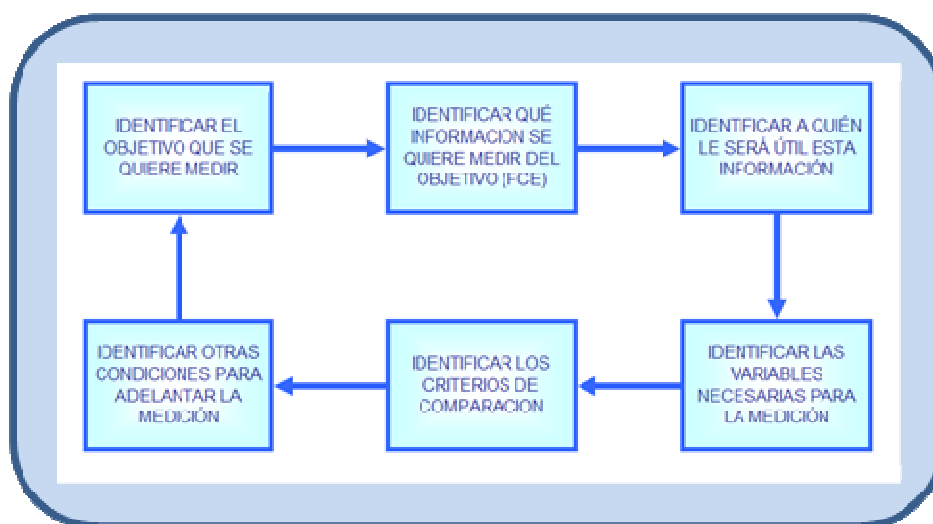 IDENTIFICAR EL
OBJETIVO QUE SE
QUIERE MEDIR
IDENTIFICAR QUÉ
INFORMACION SE
QUIERE MEDIR DEL
OBJETIVO (FCE)
IDENTIFICAR A QUIÉN
LE SERÁ ÚTIL ESTA
INFORMACIÓN
IDENTIFICAR LAS
VARIABLES
NECESARIAS PARA
LA MEDICIÓN
IDENTIFICAR LOS
CRITERIOS DE
COMPARACION
IDENTIFICAR OTRAS
CONDICIONES PARA
ADELANTAR LA
MEDICIÓN